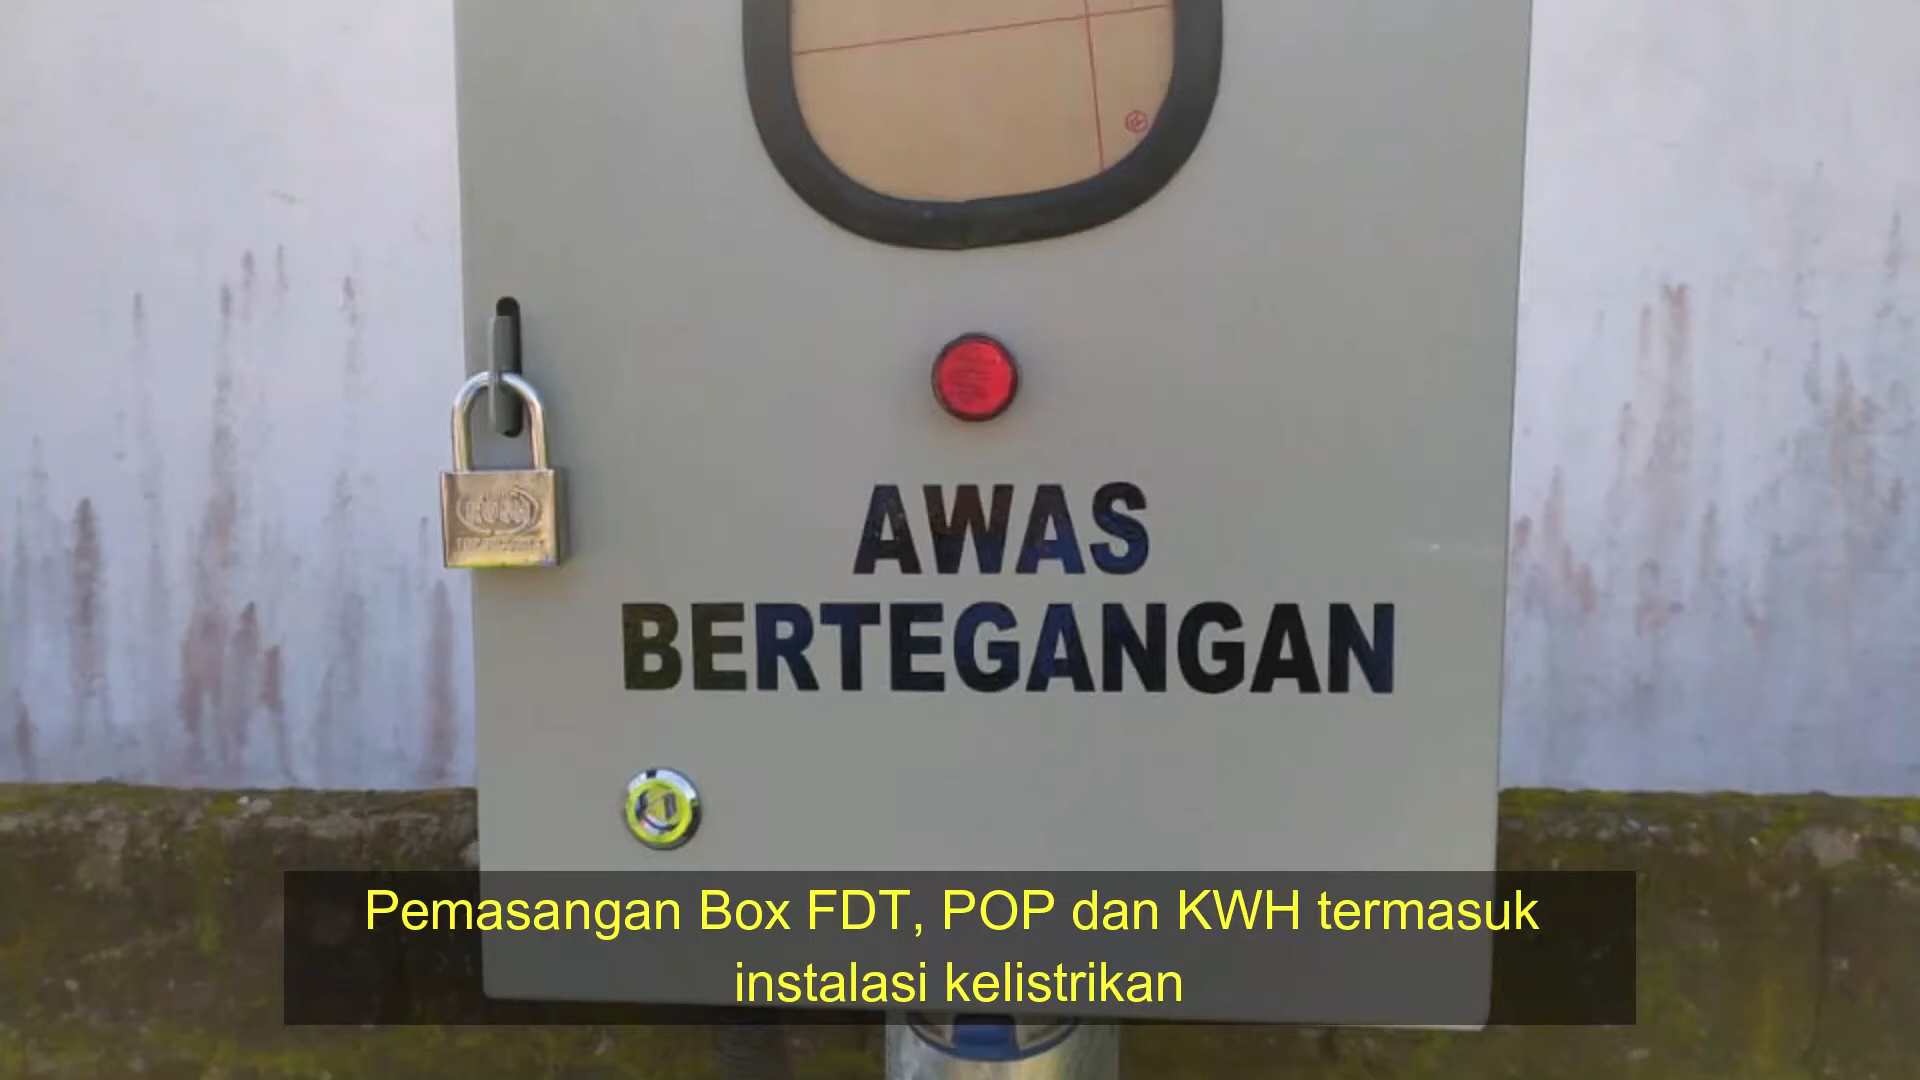 AWAS
BERTEGANGAN
Pemasangan Box FDT, POP dan KWH termasuk
instalasi kelistrikan